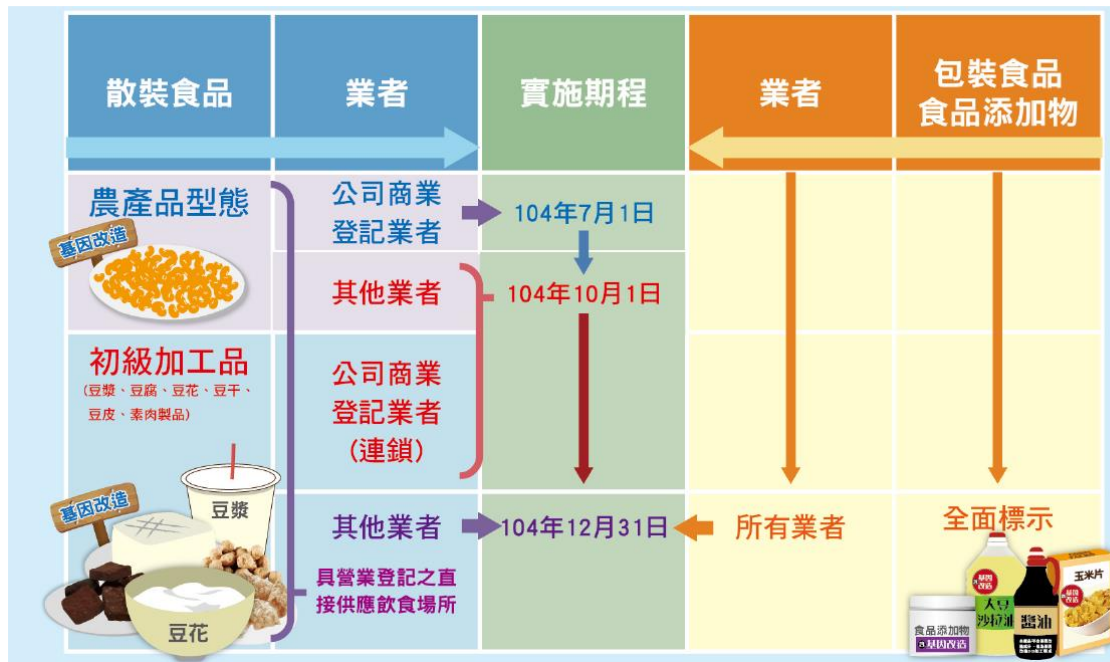 散裝食品
業者
實施期程
業者
包裝食品
食品添加物
農產品型態
基因改造
公司商業
登記業者
104年7月1日
其他業者
104年10月1日
初級加工品
(豆漿、豆腐、豆花、豆干、
豆皮、素肉製品)
公司商業
登記業者
(連鎖)
基因改造
豆漿
豆花
其他業者
104年12月31日
所有業者
全面標示
具營業登記之直
接供應飲食場所
食品添加物
含基因改造
含基因改造
大豆
沙拉油
醬油
玉米片
含基因改造